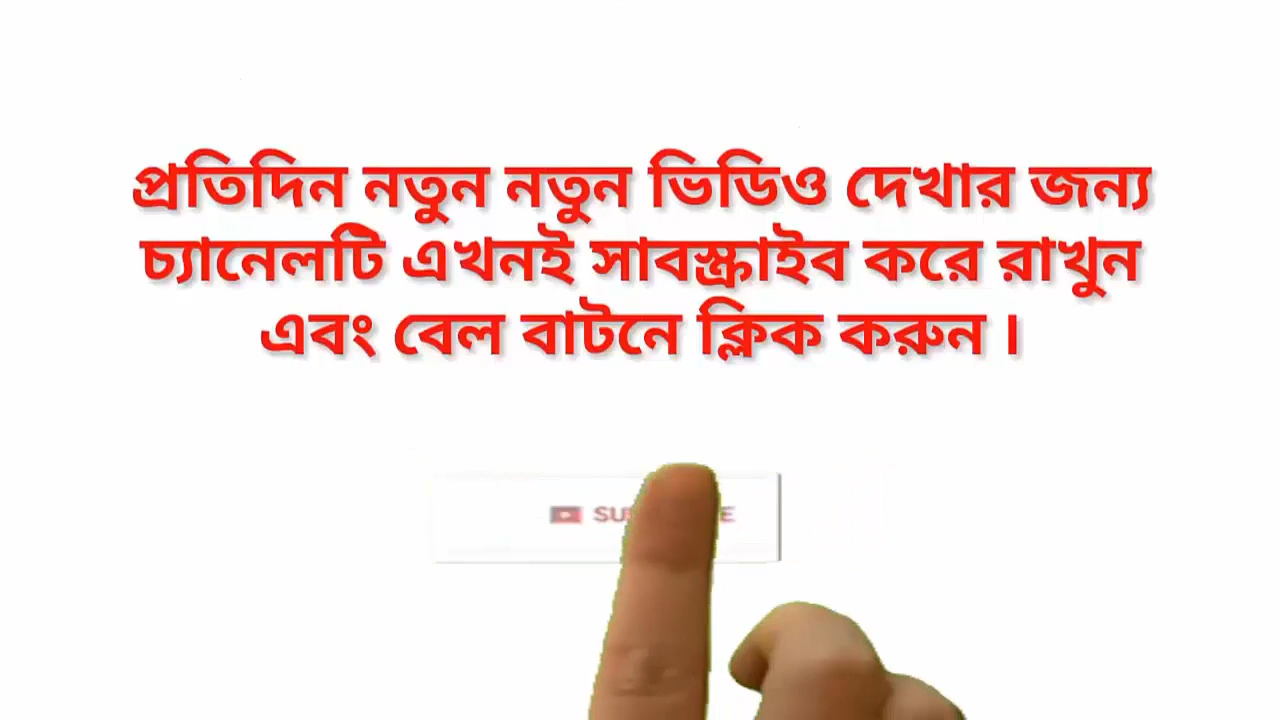 প্রতিদিন নতুন নতুন ভিডিও দেখার জন্য
চ্যানেলটি এখনই সাবস্ক্রাইব করে রাখুন
এবং বেল বাটনে ক্লিক করুন ।